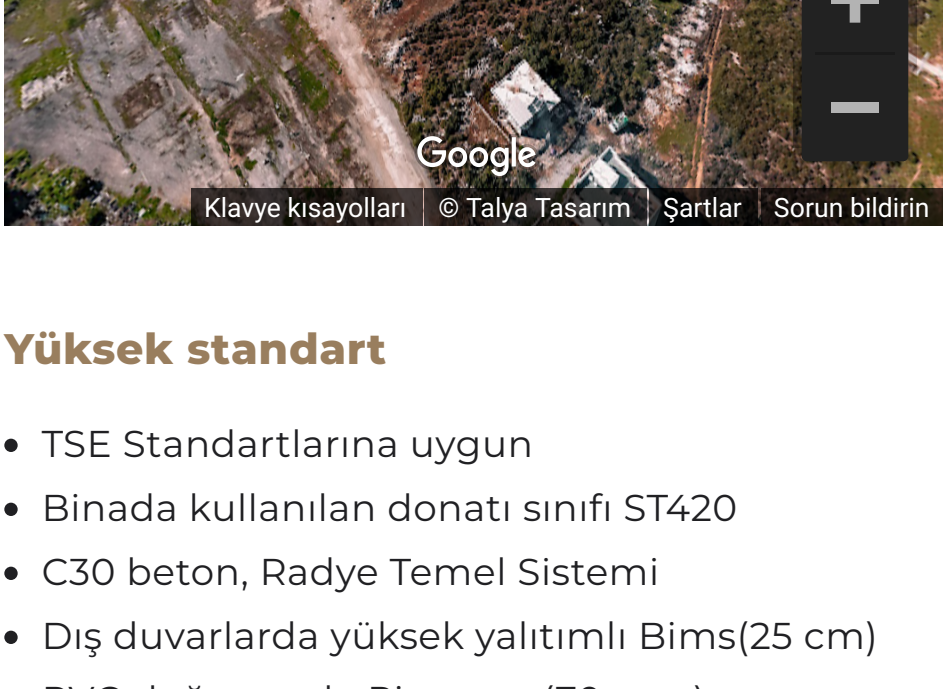 Google
Klavye kısayolları
© Talya Tasarım
Şartlar
Sorun bildirin
Yüksek standart
• TSE Standartlarına uygun
• Binada kullanılan donatı sınıfı ST420
• C30 beton, Radye Temel Sistemi
• Dış duvarlarda yüksek yalıtımlı Bims(25 cm)